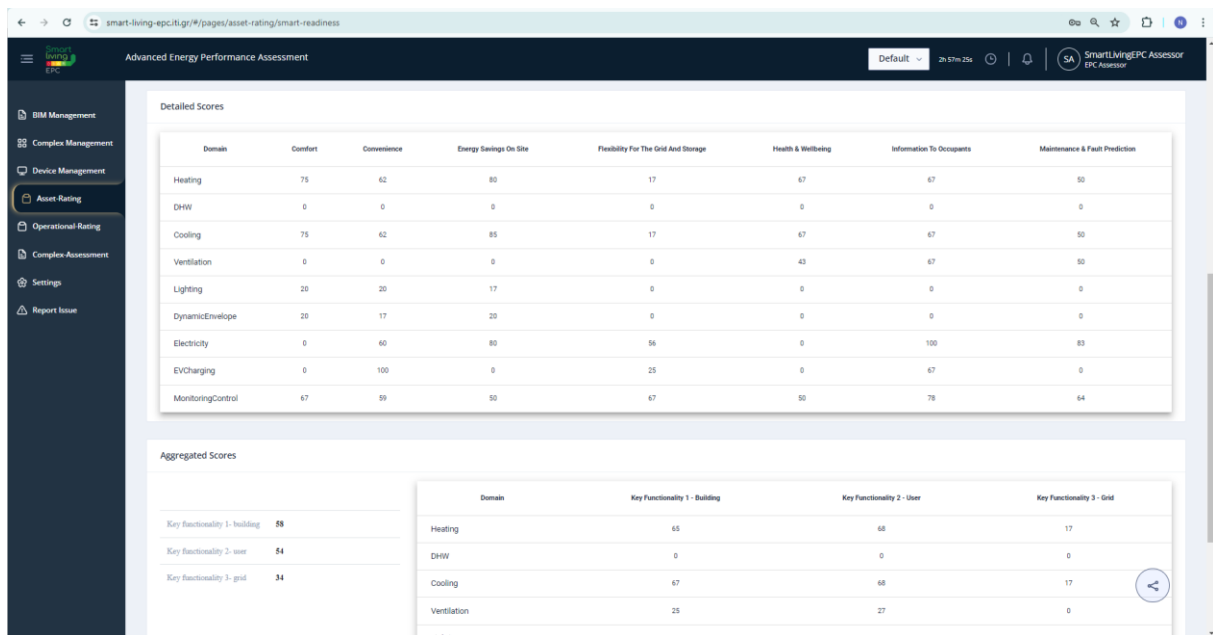 smart-living-epc.iti.gr/#/pages/asset-rating/smart-readiness
N
Smart
living
EPC
Advanced Energy Performance Assessment
Default
2h 57m 25s
SA
SmartLivingEPC Assessor
EPC Assessor
BIM Management
Complex Management
Device Management
Asset-Rating
Operational-Rating
Complex-Assessment
Settings
Report Issue
Detailed Scores
Domain Comfort Convenience Energy Savings On Site Flexibility For The Grid And Storage Health & Wellbeing Information To Occupants Maintenance & Fault Prediction
Heating 75 62 80 17 67 67 50
DHW 0 0 0 0 0 0 0
Cooling 75 62 85 17 67 67 50
Ventilation 0 0 0 0 43 67 50
Lighting 20 20 17 0 0 0 0
DynamicEnvelope 20 17 20 0 0 0 0
Electricity 0 60 80 56 0 100 83
EVCharging 0 100 0 25 0 67 0
MonitoringControl 67 59 50 67 50 78 64
Aggregated Scores
Key functionality 1- building 58
Key functionality 2- user 54
Key functionality 3- grid 34
Domain Key Functionality 1 - Building Key Functionality 2 - User Key Functionality 3 - Grid
Heating 65 68 17
DHW 0 0 0
Cooling 67 68 17
Ventilation 25 27 0